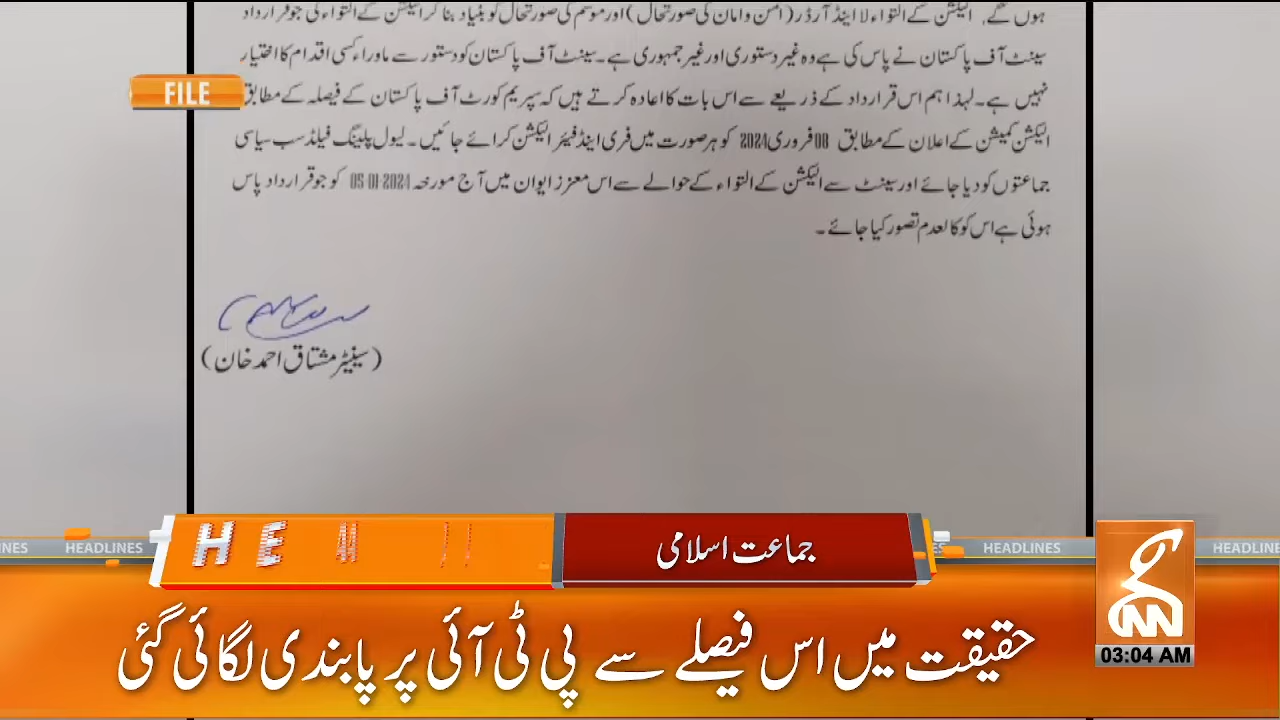 ہوں گے۔ الیکشن کے التواء لا اینڈ آرڈر (امن و امان کی صورتحال) اور موسم کی صورتحال کو بنیاد بنا کر الیکشن کے التواء کی جو قرارداد
سینٹ آف پاکستان نے پاس کی ہے وہ غیر دستوری اور غیر جمہوری ہے۔ سینٹ آف پاکستان کو دستور سے ماوراء کسی اقدام کا اختیار
FILE
نہیں ہے۔ لہذا ہم اس قرارداد کے ذریعے سے اس بات کا اعادہ کرتے ہیں کہ سپریم کورٹ آف پاکستان کے فیصلہ کے مطابق
الیکشن کمیشن کے اعلان کے مطابق 08 فروری 2024 کو ہر صورت میں فری اینڈ فیئر الیکشن کرائے جائیں۔ لیول پلینگ فیلڈ سب سیاسی
جماعتوں کو دیا جائے اور سینٹ سے الیکشن کے التواء کے حوالے سے اس معزز ایوان میں آج مورخہ 05-01-2024 کو جو قرارداد پاس
ہوئی ہے اس کو کالعدم تصور کیا جائے۔
(سینیٹر مشتاق احمد خان)
HEADLINES
HEADLINES
جماعت اسلامی
حقیقت میں اس فیصلے سے پی ٹی آئی پر پابندی لگائی گئی
GNN
03:04 AM